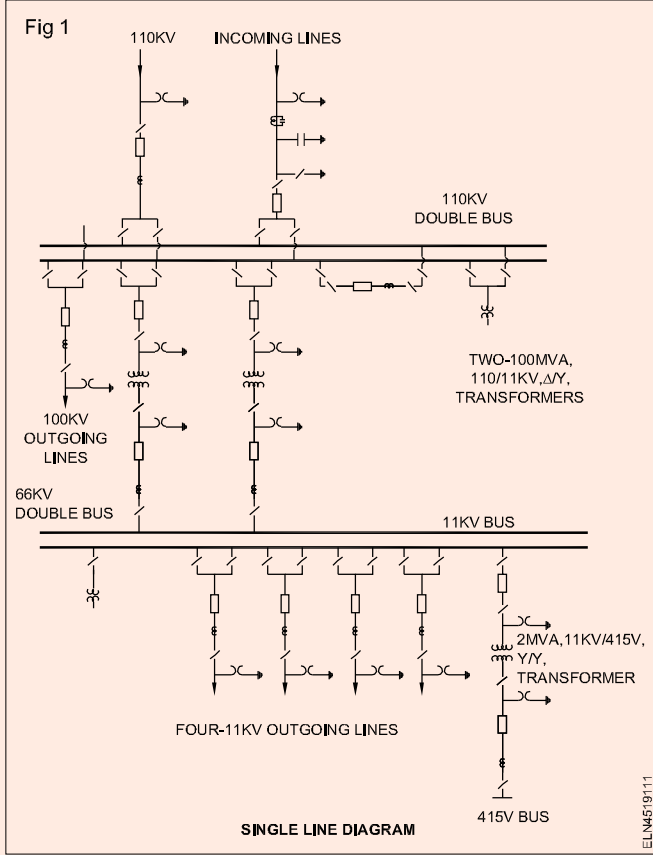 Fig 1
110KV
INCOMING LINES
110KV
DOUBLE BUS
TWO-100MVA,
110/11KV,Δ/Y,
TRANSFORMERS
100KV
OUTGOING
LINES
66KV
DOUBLE BUS
11KV BUS
2MVA,11KV/415V,
Y/Y,
TRANSFORMER
FOUR-11KV OUTGOING LINES
415V BUS
SINGLE LINE DIAGRAM
ELN4519111